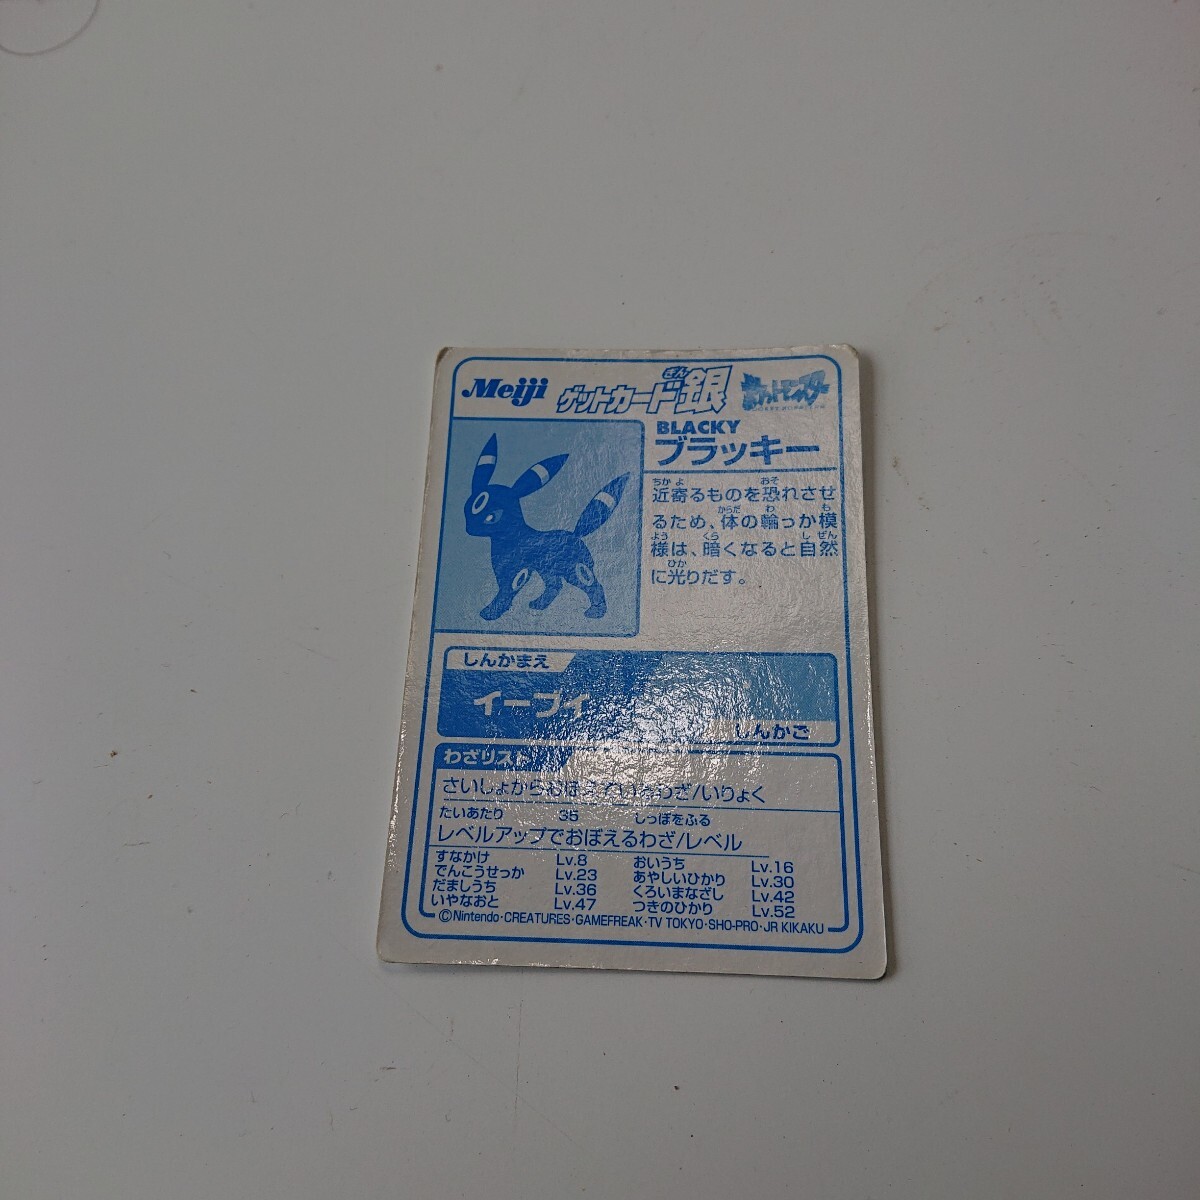 Meiji ゲットカード銀 ポケットモンスター
ぎん
BLACKY
ブラッキー
近寄るものを恐れさせ
るため、体の輪っか模
様は、暗くなると自然
に光りだす。
しんかまえ
イーブイ
しんかご
わざリスト
さいしょからおぼえているわざ/いりょく
たいあたり 35 しっぽをふる
レベルアップでおぼえるわざ/レベル
すなかけ Lv.8 おいうち Lv.16
でんこうせっか Lv.23 あやしいひかり Lv.30
だましうち Lv.36 くろいまなざし Lv.42
いやなおと Lv.47 つきのひかり Lv.52
©Nintendo・CREATURES・GAMEFREAK・TV TOKYO・SHO-PRO・JR KIKAKU